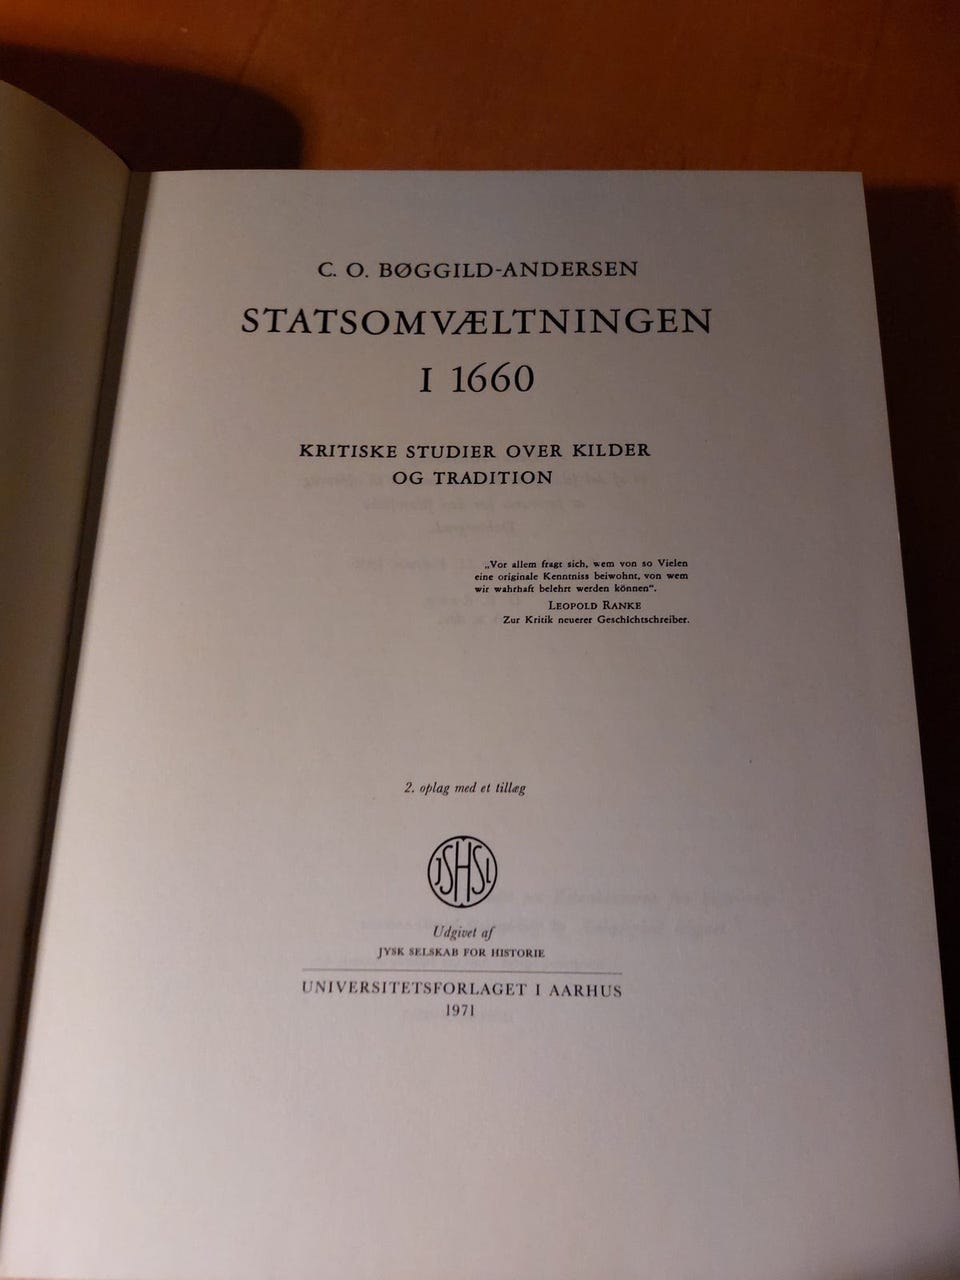 C. O. BØGGILD-ANDERSEN
STATSOMVÆLTNINGEN
I 1660
KRITISKE STUDIER OVER KILDER
OG TRADITION
„Vor allem fragt sich, wem von so Vielen
eine originale Kenntniss beiwohnt, von wem
wir wahrhaft belehrt werden können“.
LEOPOLD RANKE
Zur Kritik neuerer Geschichtschreiber.
2. oplag med et tillæg
JSHSI
Udgivet af
JYSK SELSKAB FOR HISTORIE
UNIVERSITETSFORLAGET I AARHUS
1971